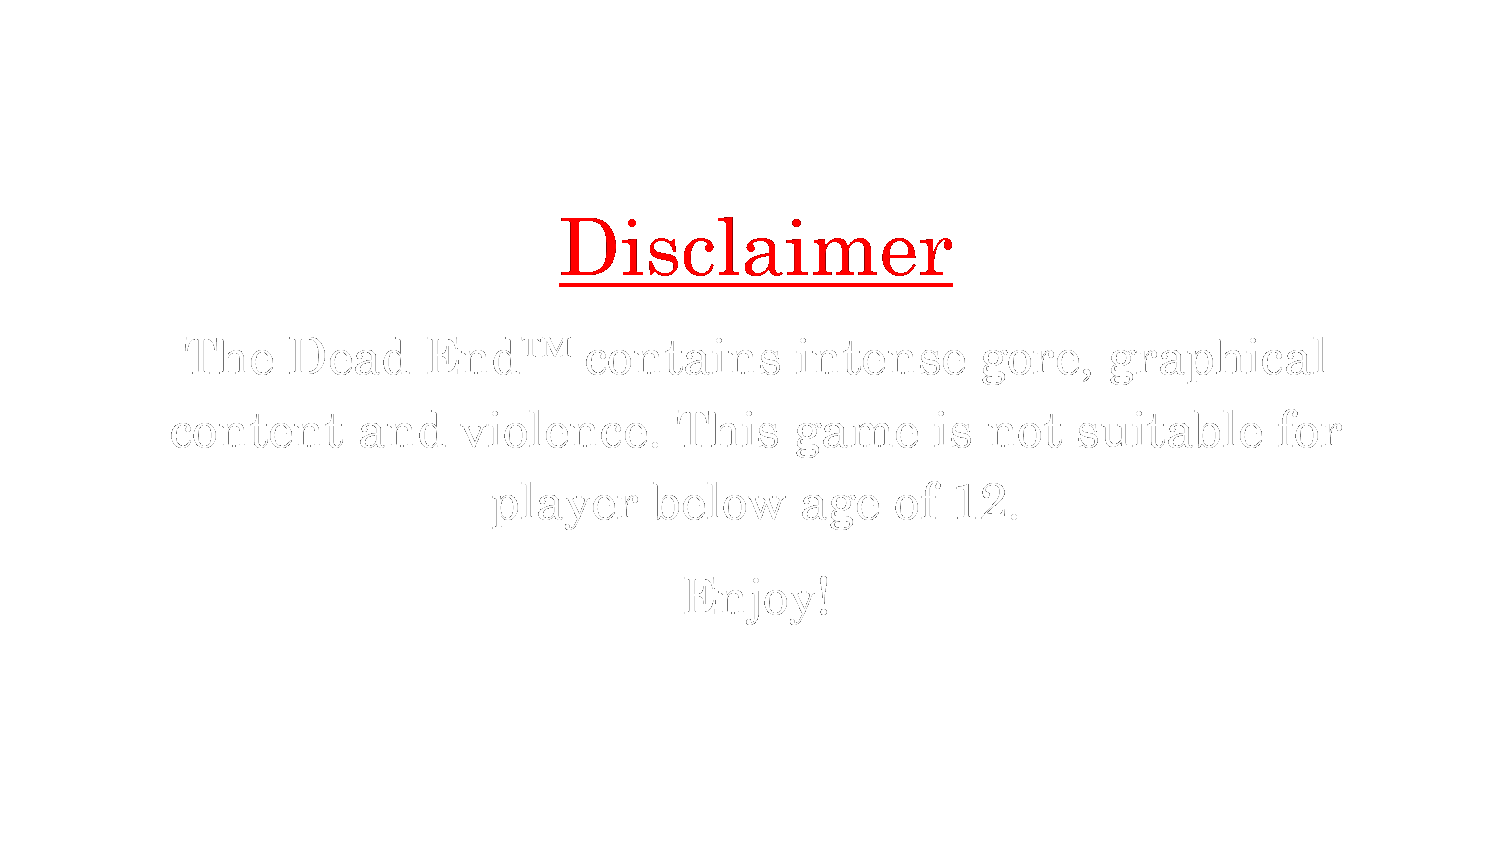 Disclaimer
The Dead End™ contains intense gore, graphical
content and violence. This game is not suitable for
player below age of 12.
Enjoy!